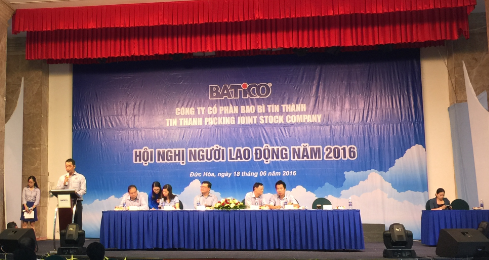 BATICO
CÔNG TY CỔ PHẦN BAO BÌ TÍN THÀNH
TIN THANH PACKING JOINT STOCK COMPANY
HỘI NGHỊ NGƯỜI LAO ĐỘNG NĂM 2016
Đức Hòa, ngày 18 tháng 06 năm 2016